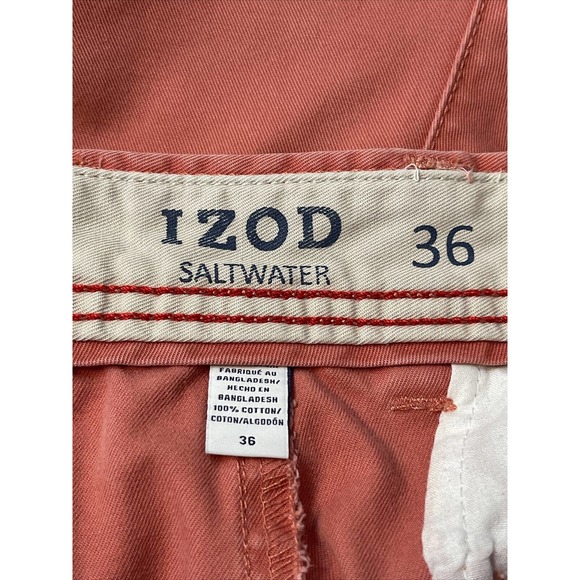 IZOD
SALTWATER
36
FABRIQUÉ AU
BANGLADESH/
HECHO EN
BANGLADESH
100% COTTON/
COTON/ALGODÓN
36